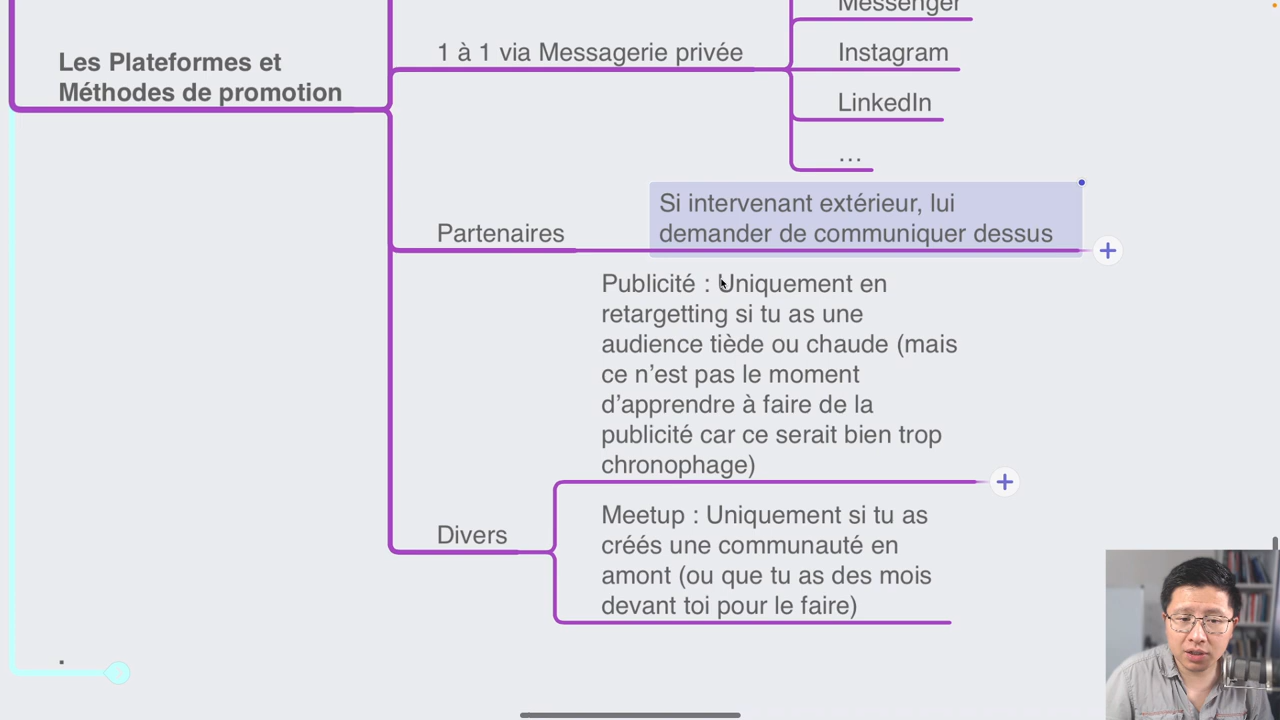 Messenger
Les Plateformes et
Méthodes de promotion
1 à 1 via Messagerie privée
Instagram
LinkedIn
...
Partenaires
Si intervenant extérieur, lui
demander de communiquer dessus
Publicité : Uniquement en
retargetting si tu as une
audience tiède ou chaude (mais
ce n’est pas le moment
d’apprendre à faire de la
publicité car ce serait bien trop
chronophage)
Divers
Meetup : Uniquement si tu as
créés une communauté en
amont (ou que tu as des mois
devant toi pour le faire)
.